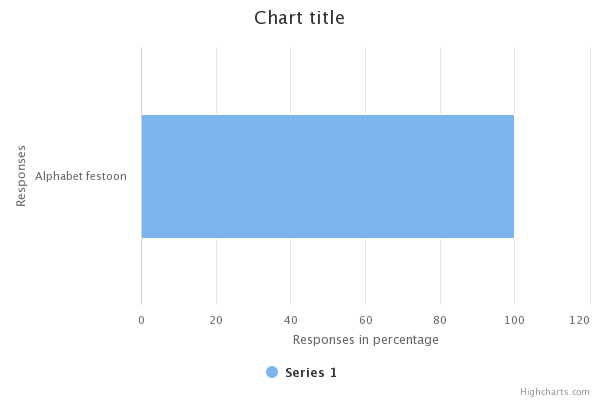 Chart title
Responses
Alphabet festoon
0 20 40 60 80 100 120
Responses in percentage
Series 1
Highcharts.com